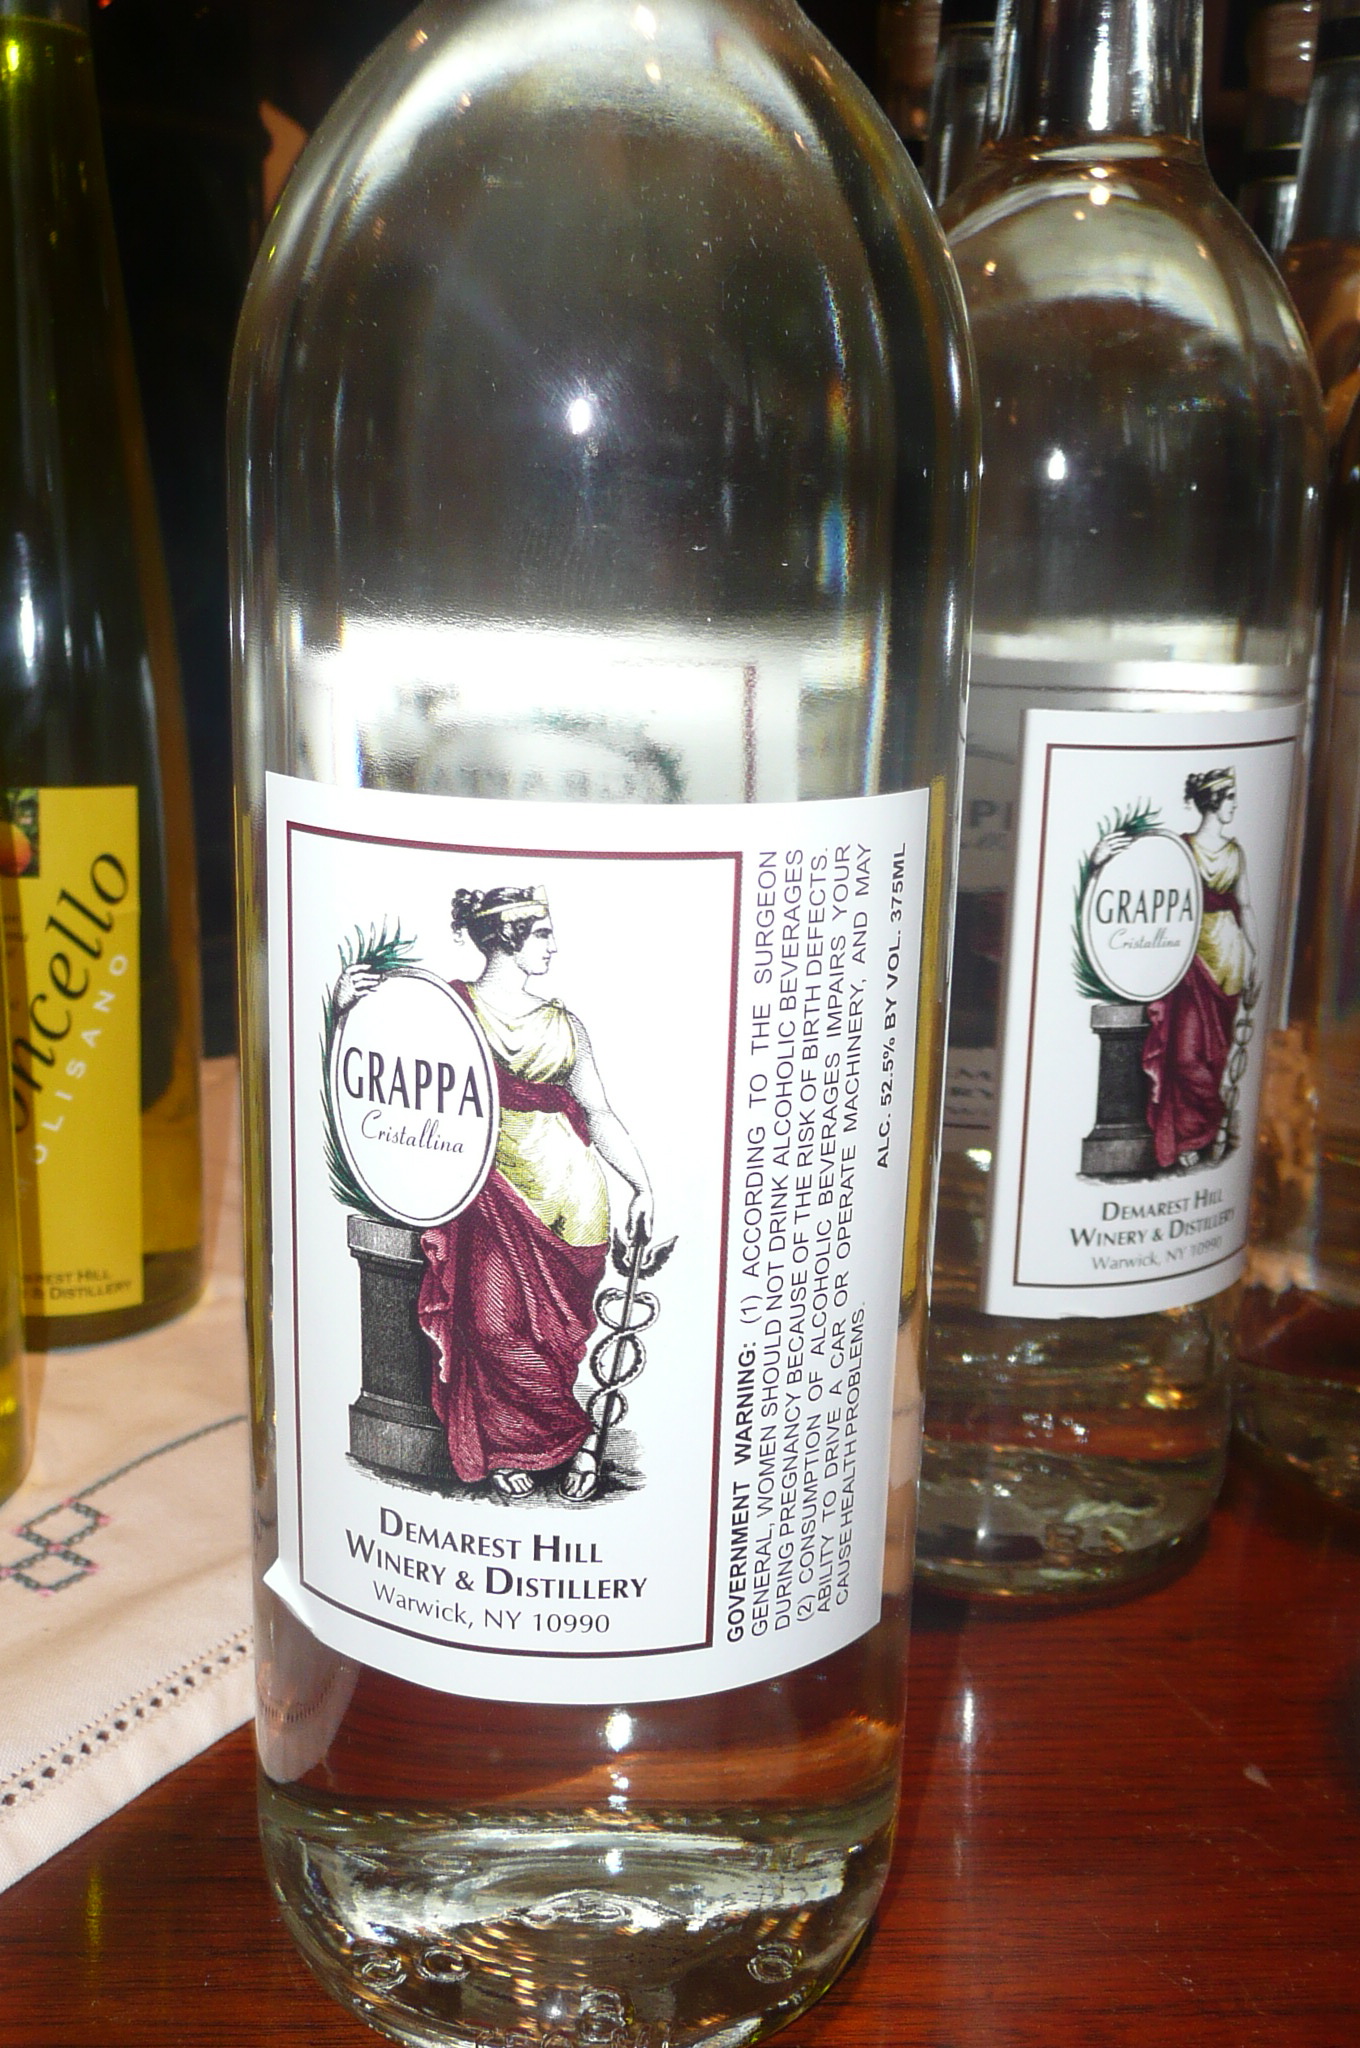 GRAPPA
Cristallina
DEMAREST HILL
WINERY & DISTILLERY
Warwick, NY 10990
GOVERNMENT WARNING: (1) ACCORDING TO THE SURGEON
GENERAL, WOMEN SHOULD NOT DRINK ALCOHOLIC BEVERAGES
DURING PREGNANCY BECAUSE OF THE RISK OF BIRTH DEFECTS.
(2) CONSUMPTION OF ALCOHOLIC BEVERAGES IMPAIRS YOUR
ABILITY TO DRIVE A CAR OR OPERATE MACHINERY, AND MAY
CAUSE HEALTH PROBLEMS.
ALC. 52.5% BY VOL. 375ML
GRAPPA
Cristallina
DEMAREST HILL
WINERY & DISTILLERY
Warwick, NY 10990
ncello
OLISANO
REST HILL
& DISTILLERY